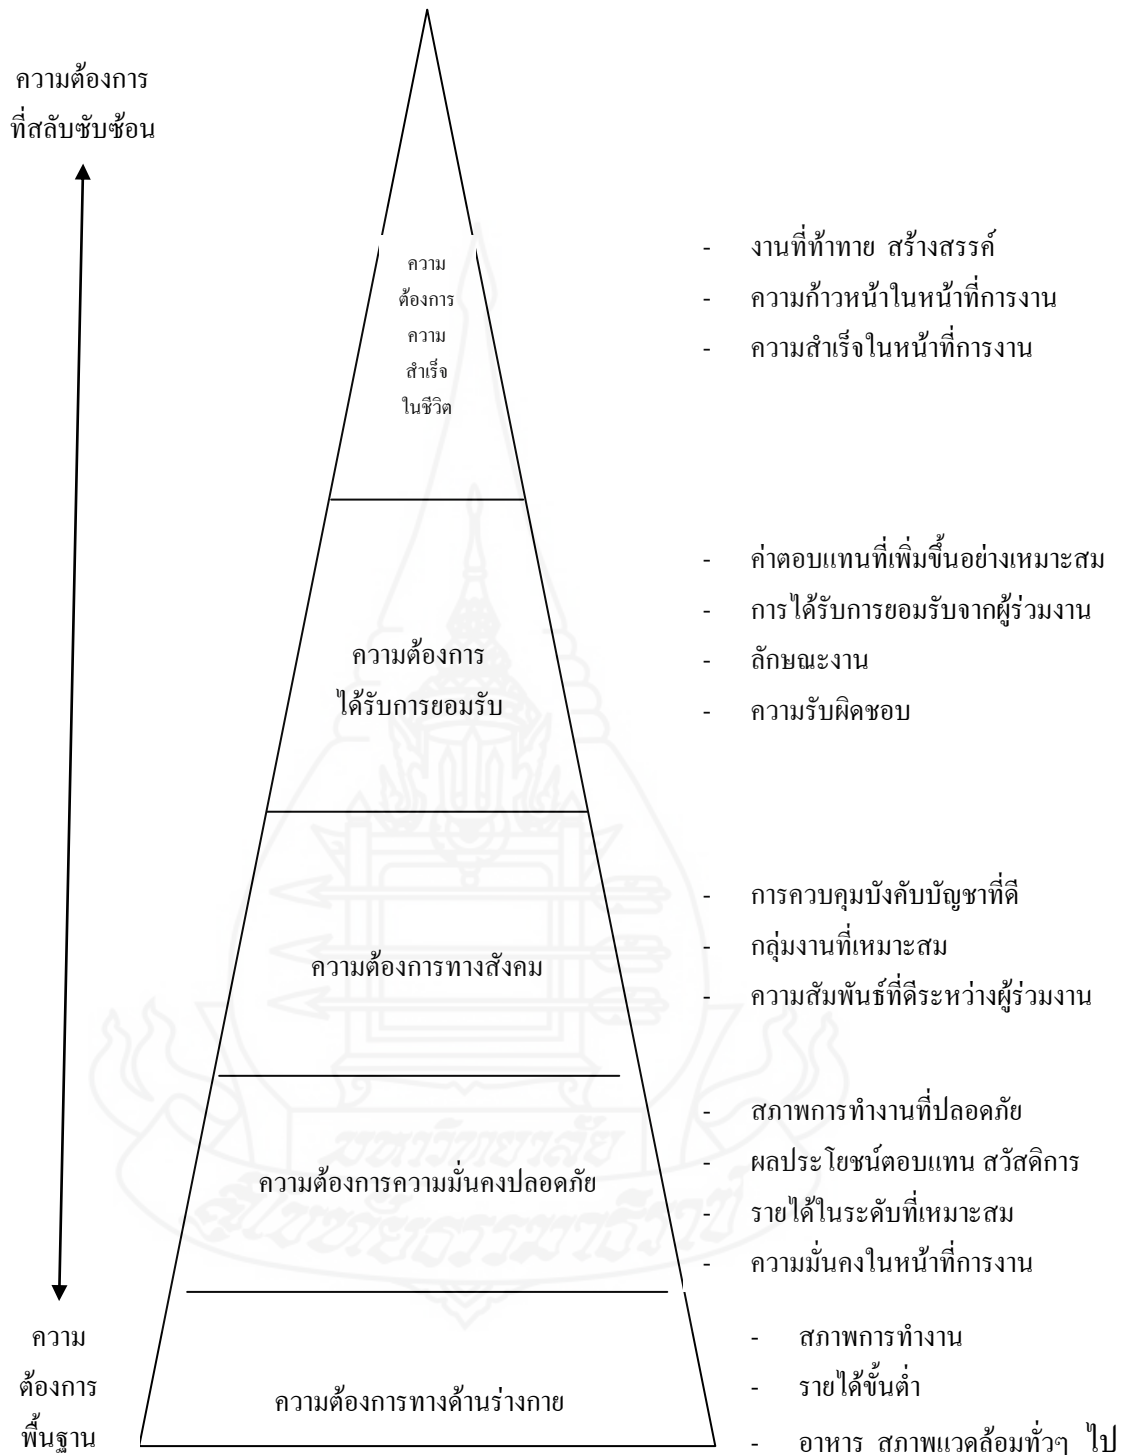 ความต้องการ
ที่สลับซับซ้อน
ความ
ต้องการ
ความ
สำเร็จ
ในชีวิต
- งานที่ท้าทาย สร้างสรรค์
- ความก้าวหน้าในหน้าที่การงาน
- ความสำเร็จในหน้าที่การงาน
ความต้องการ
ได้รับการยอมรับ
- ค่าตอบแทนที่เพิ่มขึ้นอย่างเหมาะสม
- การได้รับการยอมรับจากผู้ร่วมงาน
- ลักษณะงาน
- ความรับผิดชอบ
ความต้องการทางสังคม
- การควบคุมบังคับบัญชาที่ดี
- กลุ่มงานที่เหมาะสม
- ความสัมพันธ์ที่ดีระหว่างผู้ร่วมงาน
มหาวิทยาลัย
สุโขทัยธรรมาธิราช
ความต้องการความมั่นคงปลอดภัย
- สภาพการทำงานที่ปลอดภัย
- ผลประโยชน์ตอบแทน สวัสดิการ
- รายได้ในระดับที่เหมาะสม
- ความมั่นคงในหน้าที่การงาน
ความ
ต้องการ
พื้นฐาน
ความต้องการทางด้านร่างกาย
- สภาพการทำงาน
- รายได้ขั้นต่ำ
- อาหาร สภาพแวดล้อมทั่วๆ ไป